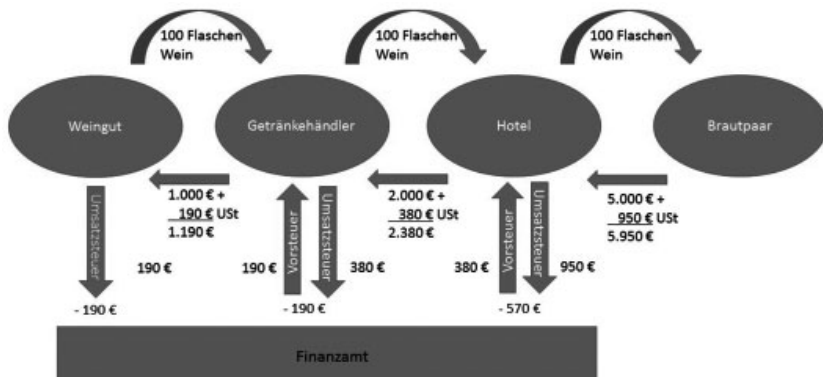 100 Flaschen
Wein
100 Flaschen
Wein
100 Flaschen
Wein
Weingut
Getränkehändler
Hotel
Brautpaar
1.000 € +
190 € USt
1.190 €
2.000 € +
380 € USt
2.380 €
5.000 € +
950 € USt
5.950 €
Umsatzsteuer
190 €
190 €
Vorsteuer
Umsatzsteuer
380 €
380 €
Vorsteuer
Umsatzsteuer
950 €
- 190 €
- 190 €
- 570 €
Finanzamt